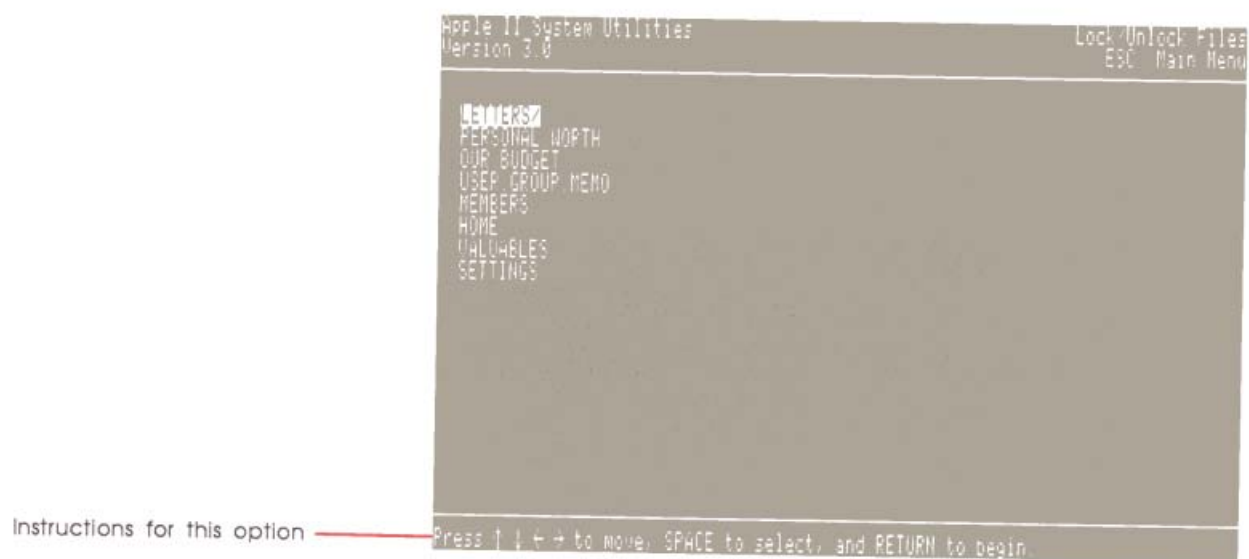 Apple II System Utilities
Version 3.0
Lock/Unlock Files
ESC Main Menu
LETTERS/
PERSONAL WORTH
OUR.BUDGET
USER.GROUP.MEMO
MEMBERS
HOME
VALUABLES
SETTINGS
Instructions for this option
Press ↑ ↓ ← → to move, SPACE to select, and RETURN to begin.